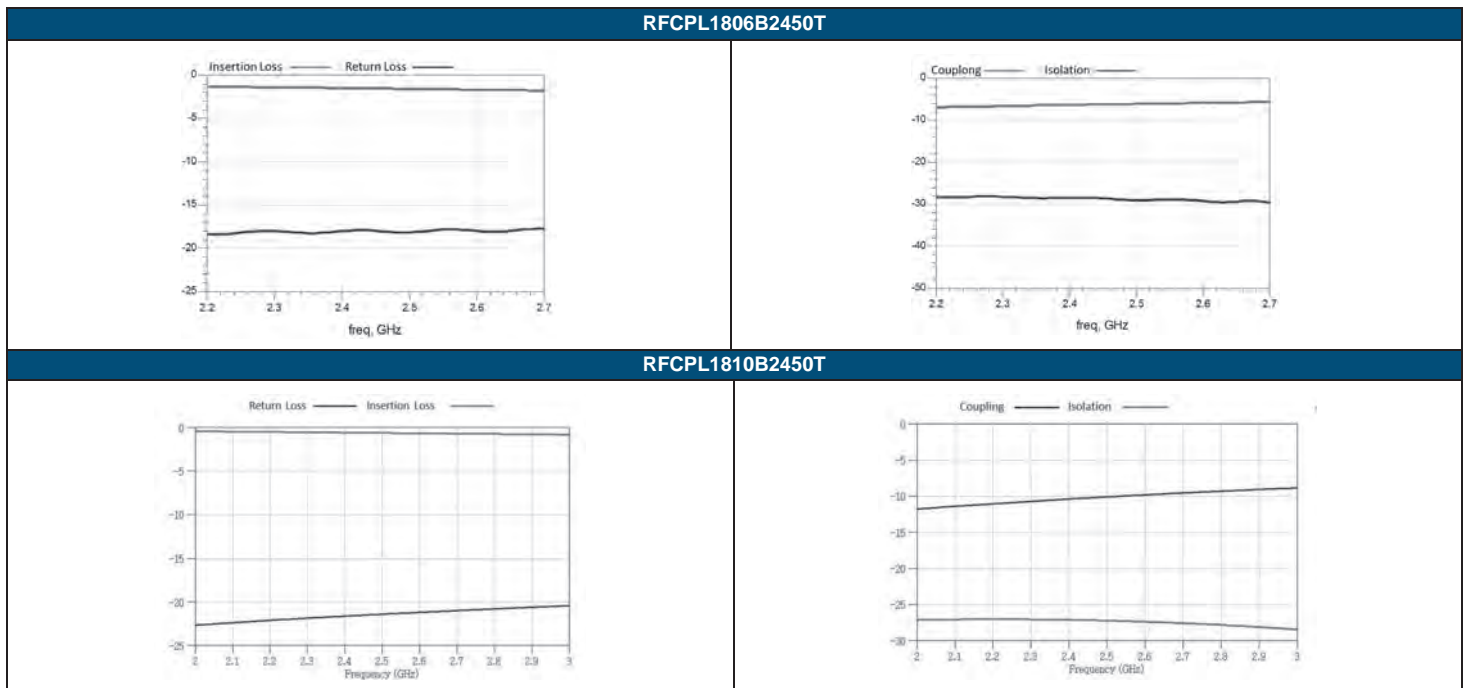 RFCPL1806B2450T
Insertion Loss Return Loss
0
-5
-10
-15
-20
-25
2.2 2.3 2.4 2.5 2.6 2.7
freq, GHz
Couplong Isolation
0
-10
-20
-30
-40
-50
2.2 2.3 2.4 2.5 2.6 2.7
freq, GHz
RFCPL1810B2450T
Return Loss Insertion Loss
0
-5
-10
-15
-20
-25
2 2.1 2.2 2.3 2.4 2.5 2.6 2.7 2.8 2.9 3
Frequency (GHz)
Coupling Isolation
0
-5
-10
-15
-20
-25
-30
2 2.1 2.2 2.3 2.4 2.5 2.6 2.7 2.8 2.9 3
Frequency (GHz)